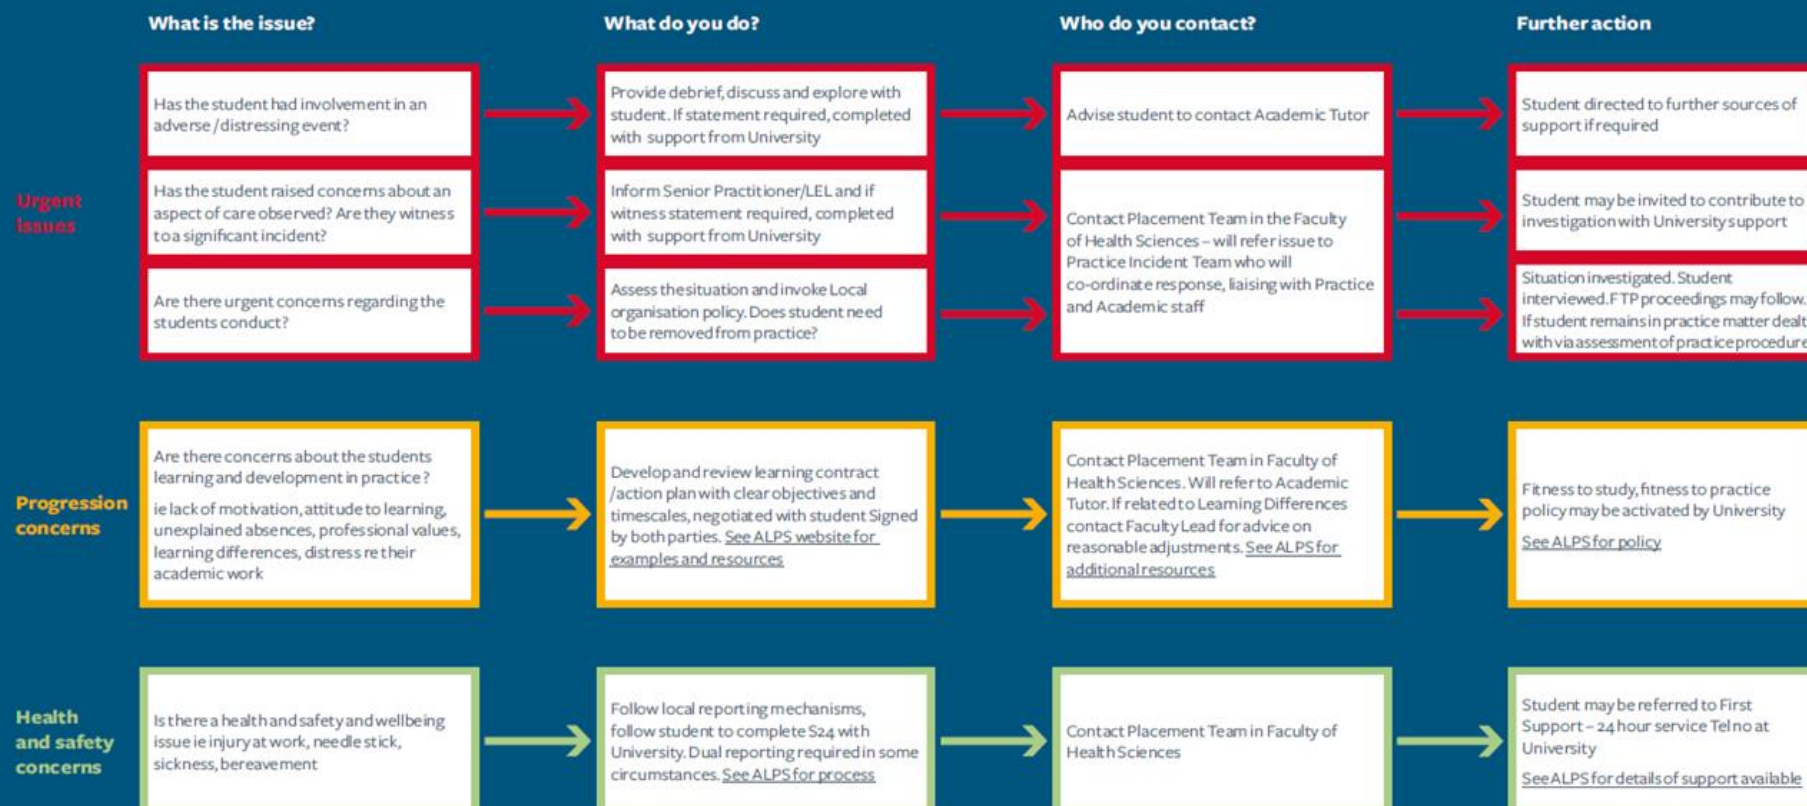 What is the issue?
What do you do?
Who do you contact?
Further action
Urgent
issues
Has the student had involvement in an
adverse /distressing event?
Provide debrief, discuss and explore with
student. If statement required, completed
with support from University
Advise student to contact Academic Tutor
Student directed to further sources of
support if required
Has the student raised concerns about an
aspect of care observed? Are they witness
to a significant incident?
Inform Senior Practitioner/LEL and if
witness statement required, completed
with support from University
Contact Placement Team in the Faculty
of Health Sciences – will refer issue to
Practice Incident Team who will
co-ordinate response, liaising with Practice
and Academic staff
Student may be invited to contribute to
investigation with University support
Are there urgent concerns regarding the
students conduct?
Assess the situation and invoke Local
organisation policy. Does student need
to be removed from practice?
Situation investigated. Student
interviewed. FTP proceedings may follow.
If student remains in practice matter dealt
with via assessment of practice procedure
Progression
concerns
Are there concerns about the students
learning and development in practice ?
ie lack of motivation, attitude to learning,
unexplained absences, professional values,
learning differences, distress re their
academic work
Develop and review learning contract
/action plan with clear objectives and
timescales, negotiated with student Signed
by both parties. See ALPS website for
examples and resources
Contact Placement Team in Faculty of
Health Sciences. Will refer to Academic
Tutor. If related to Learning Differences
contact Faculty Lead for advice on
reasonable adjustments. See ALPS for
additional resources
Fitness to study, fitness to practice
policy may be activated by University
See ALPS for policy
Health
and safety
concerns
Is there a health and safety and wellbeing
issue ie injury at work, needle stick,
sickness, bereavement
Follow local reporting mechanisms,
follow student to complete S24 with
University. Dual reporting required in some
circumstances. See ALPS for process
Contact Placement Team in Faculty of
Health Sciences
Student may be referred to First
Support – 24 hour service Tel no at
University
See ALPS for details of support available